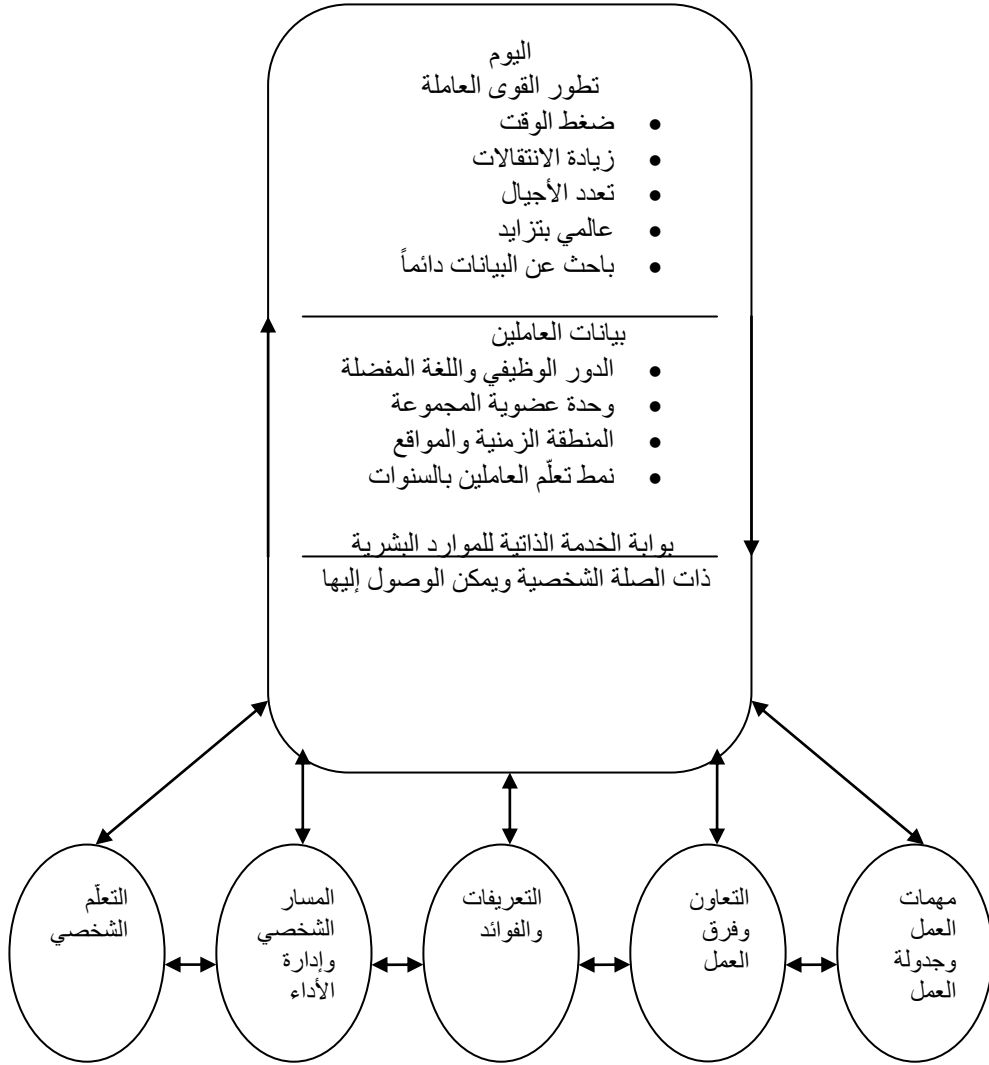 اليوم
تطور القوى العاملة
• ضغط الوقت
• زيادة الانتقالات
• تعدد الأجيال
• عالمي بتزايد
• باحث عن البيانات دائماً
بيانات العاملين
• الدور الوظيفي واللغة المفضلة
• وحدة عضوية المجموعة
• المنطقة الزمنية والمواقع
• نمط تعلّم العاملين بالسنوات
بوابة الخدمة الذاتية للموارد البشرية
ذات الصلة الشخصية ويمكن الوصول إليها
مهمات
العمل
وجدولة
العمل
التعاون
وفرق
العمل
التعريفات
والفوائد
المسار
الشخصي
وإدارة
الأداء
التعلّم
الشخصي